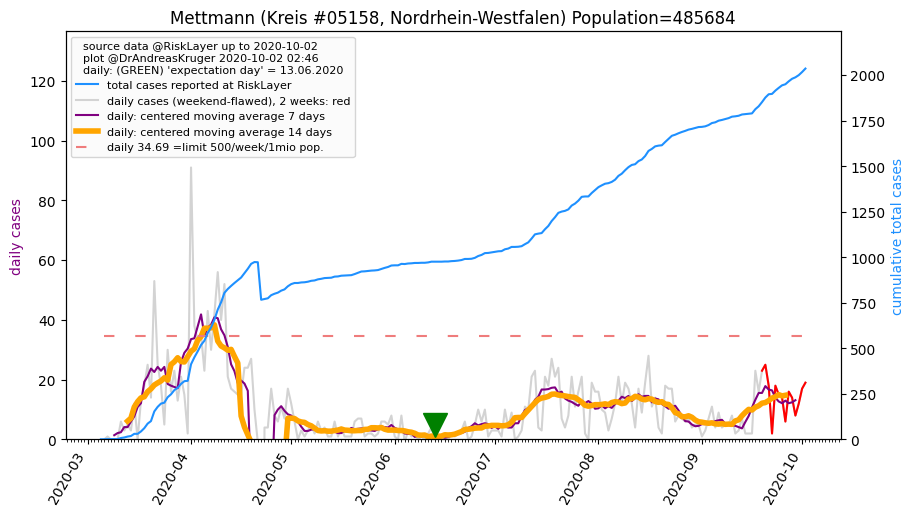 Mettmann (Kreis #05158, Nordrhein-Westfalen) Population=485684
source data @RiskLayer up to 2020-10-02
plot @DrAndreasKruger 2020-10-02 02:46
daily: (GREEN) 'expectation day' = 13.06.2020
total cases reported at RiskLayer
daily cases (weekend-flawed), 2 weeks: red
daily: centered moving average 7 days
daily: centered moving average 14 days
daily 34.69 =limit 500/week/1mio pop.
daily cases
120
100
80
60
40
20
0
2000
1750
1500
1250
1000
750
500
250
0
cumulative total cases
2020-03
2020-04
2020-05
2020-06
2020-07
2020-08
2020-09
2020-10